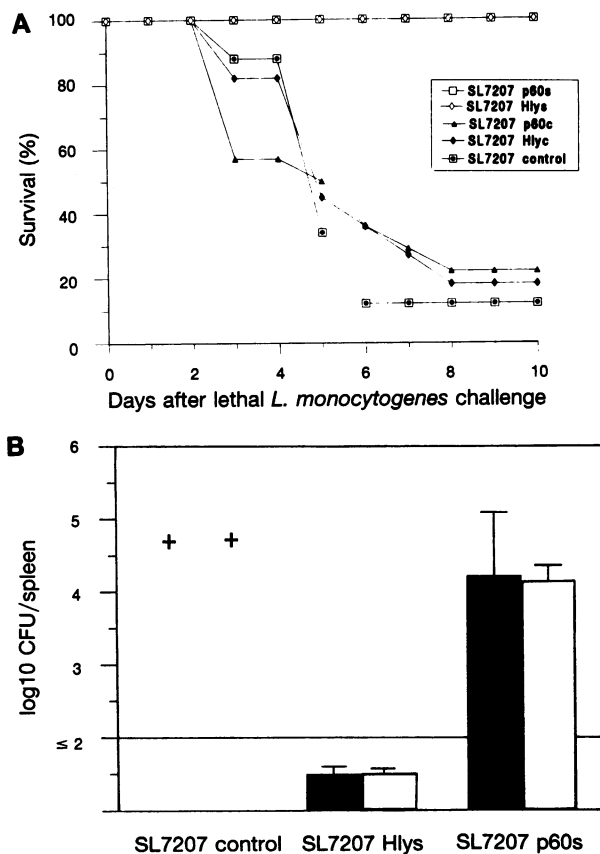 A
100
80
60
40
20
0
Survival (%)
SL7207 p60s
SL7207 Hlys
SL7207 p60c
SL7207 Hlyc
SL7207 control
0 2 4 6 8 10
Days after lethal L. monocytogenes challenge
B
6
5
4
3
≤ 2
log10 CFU/spleen
+ +
SL7207 control SL7207 Hlys SL7207 p60s